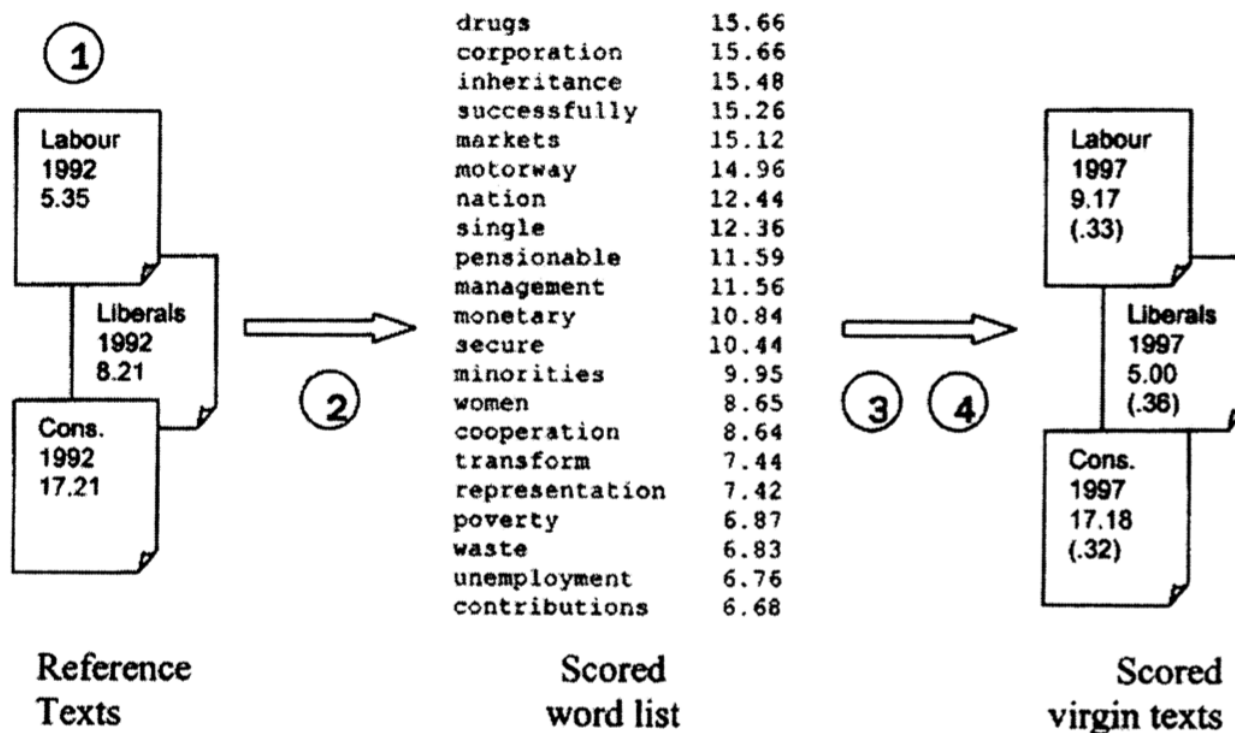 1
Labour
1992
5.35
Liberals
1992
8.21
Cons.
1992
17.21
Reference
Texts
2
drugs 15.66
corporation 15.66
inheritance 15.48
successfully 15.26
markets 15.12
motorway 14.96
nation 12.44
single 12.36
pensionable 11.59
management 11.56
monetary 10.84
secure 10.44
minorities 9.95
women 8.65
cooperation 8.64
transform 7.44
representation 7.42
poverty 6.87
waste 6.83
unemployment 6.76
contributions 6.68
Scored
word list
3 4
Labour
1997
9.17
(.33)
Liberals
1997
5.00
(.36)
Cons.
1997
17.18
(.32)
Scored
virgin texts